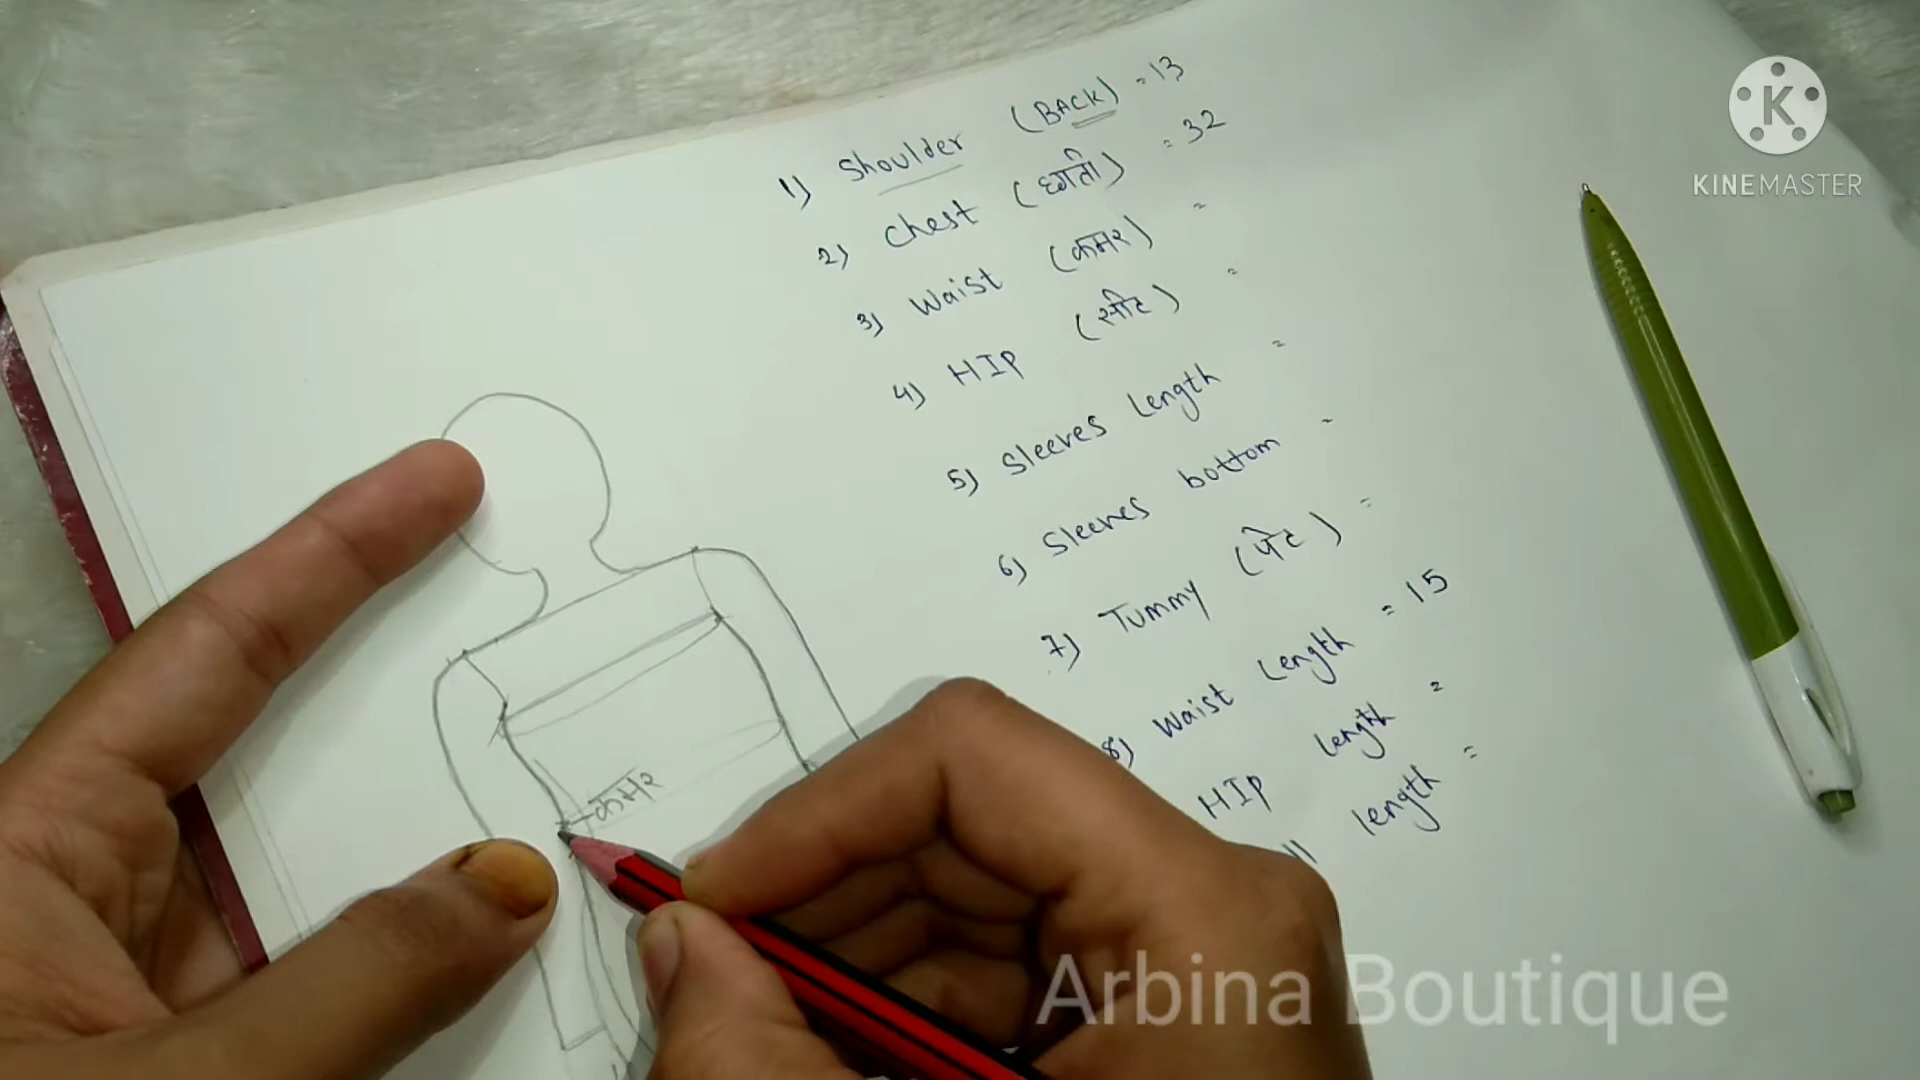 1) Shoulder (BACK) = 13
2) Chest (छाती) = 32
3) Waist (कमर) =
4) HIP (सीट) =
5) Sleeves Length =
6) Sleeves bottom =
7) Tummy (पेट) =
8) Waist Length = 15
HIP length =
ll length =
कमर
K
KINEMASTER
Arbina Boutique